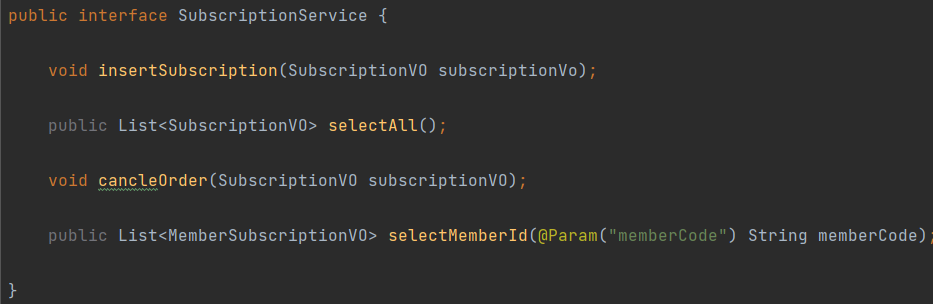 public interface SubscriptionService {
void insertSubscription(SubscriptionVO subscriptionVo);
public List<SubscriptionVO> selectAll();
void cancleOrder(SubscriptionVO subscriptionVO);
public List<MemberSubscriptionVO> selectMemberId(@Param("memberCode") String memberCode);
}